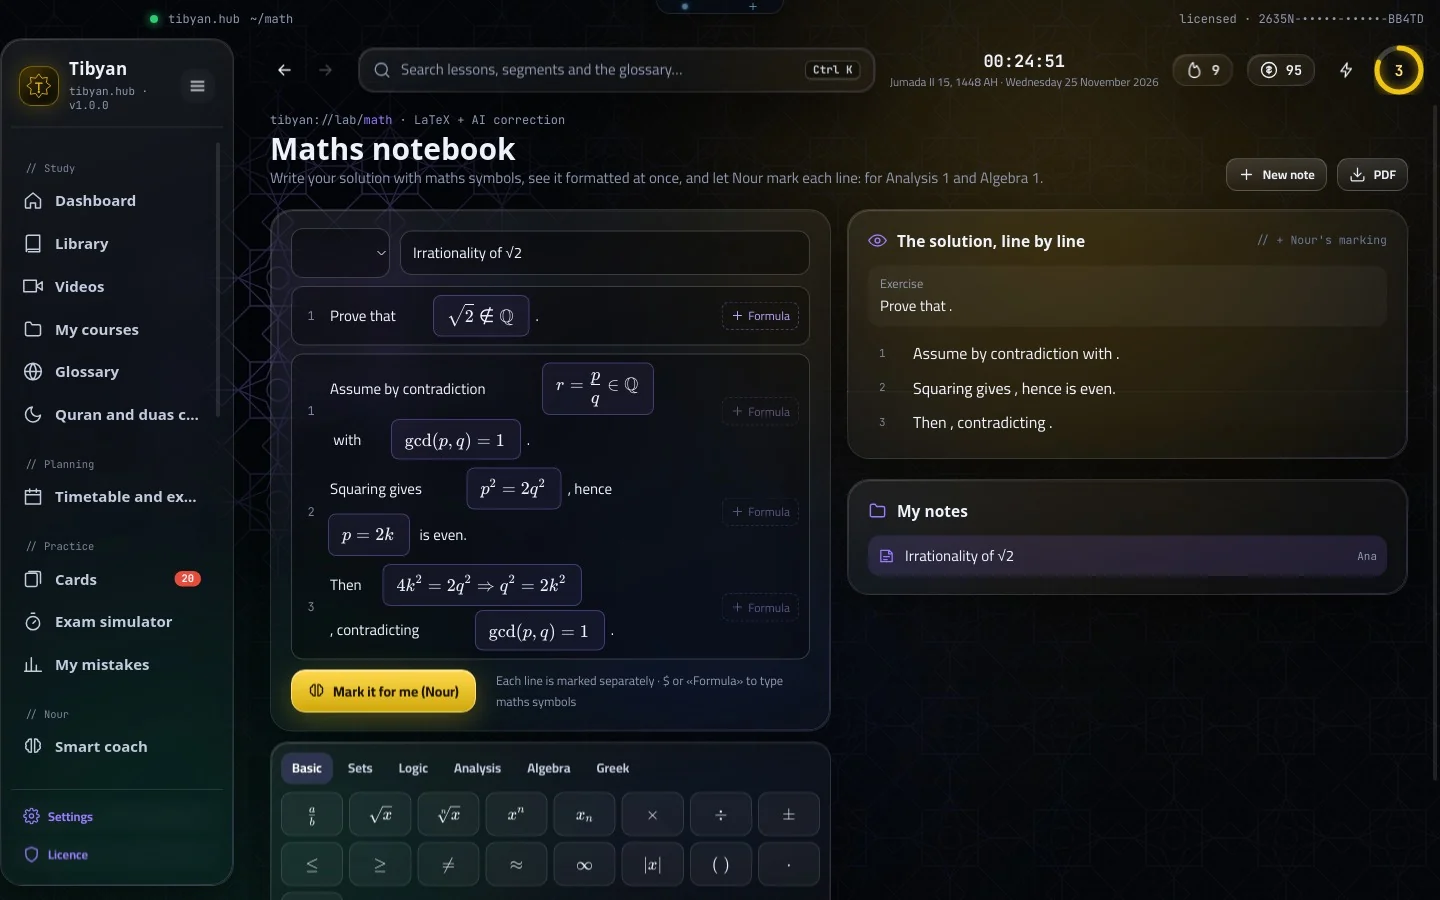 tibyan.hub ~/math
licensed · 2635N-•••••-•••••-BB4TD
Tibyan
tibyan.hub · v1.0.0
// Study
Dashboard
Library
Videos
My courses
Glossary
Quran and duas c...
// Planning
Timetable and ex...
// Practice
Cards 20
Exam simulator
My mistakes
// Nour
Smart coach
Settings
Licence
Search lessons, segments and the glossary... Ctrl K
00:24:51
Jumada II 15, 1448 AH · Wednesday 25 November 2026
9
95
3
tibyan://lab/math · LaTeX + AI correction
Maths notebook
Write your solution with maths symbols, see it formatted at once, and let Nour mark each line: for Analysis 1 and Algebra 1.
+ New note
PDF
Irrationality of √2
1 Prove that √2 ∉ ℚ . + Formula
Assume by contradiction r = p/q ∈ ℚ
1 + Formula
with gcd(p, q) = 1 .
Squaring gives p² = 2q² , hence
2 + Formula
p = 2k is even.
Then 4k² = 2q² ⇒ q² = 2k²
3 + Formula
, contradicting gcd(p, q) = 1 .
Mark it for me (Nour)
Each line is marked separately · $ or «Formula» to type
maths symbols
Basic Sets Logic Analysis Algebra Greek
a/b √x ⁿ√x xⁿ xₙ × ÷ ±
≤ ≥ ≠ ≈ ∞ |x| ( ) ·
The solution, line by line
// + Nour's marking
Exercise
Prove that .
1 Assume by contradiction with .
2 Squaring gives , hence is even.
3 Then , contradicting .
My notes
Irrationality of √2 Ana